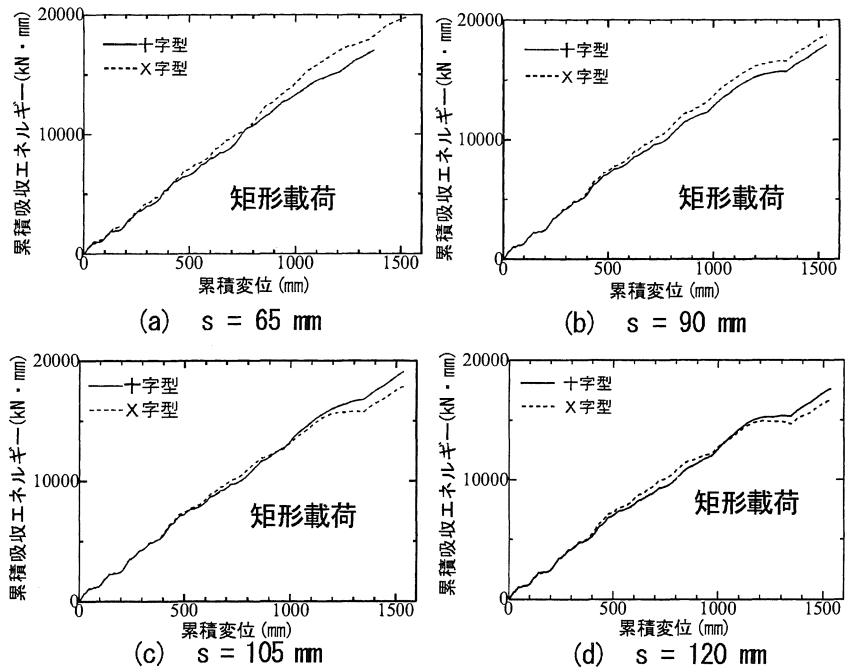 累積吸収エネルギー(kN・mm)
20000
10000
0
十字型
X字型
矩形載荷
0 500 1000 1500
累積変位(mm)
(a) s = 65 mm
累積吸収エネルギー(kN・mm)
20000
10000
0
十字型
X字型
矩形載荷
0 500 1000 1500
累積変位(mm)
(b) s = 90 mm
累積吸収エネルギー(kN・mm)
20000
10000
0
十字型
X字型
矩形載荷
0 500 1000 1500
累積変位(mm)
(c) s = 105 mm
累積吸収エネルギー(kN・mm)
20000
10000
0
十字型
X字型
矩形載荷
0 500 1000 1500
累積変位(mm)
(d) s = 120 mm